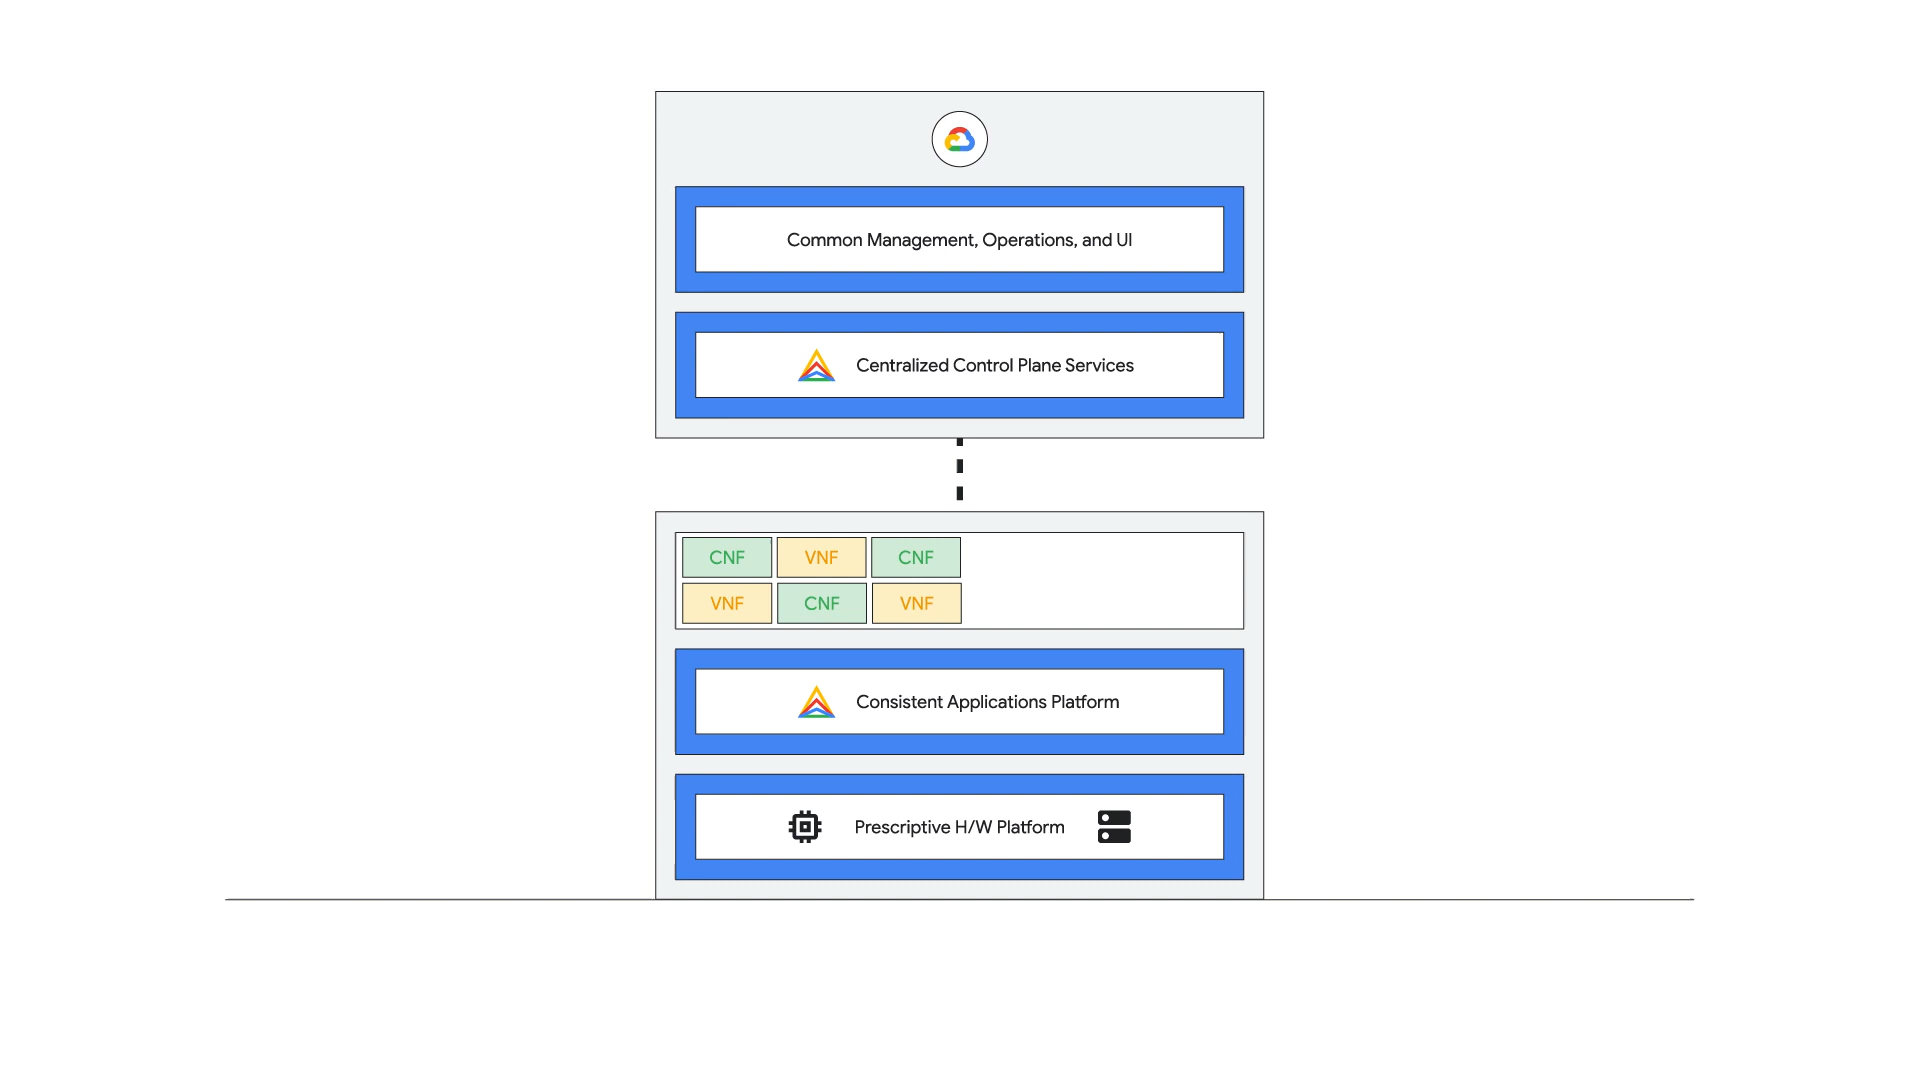 Common Management, Operations, and UI
Centralized Control Plane Services
CNF VNF CNF
VNF CNF VNF
Consistent Applications Platform
Prescriptive H/W Platform